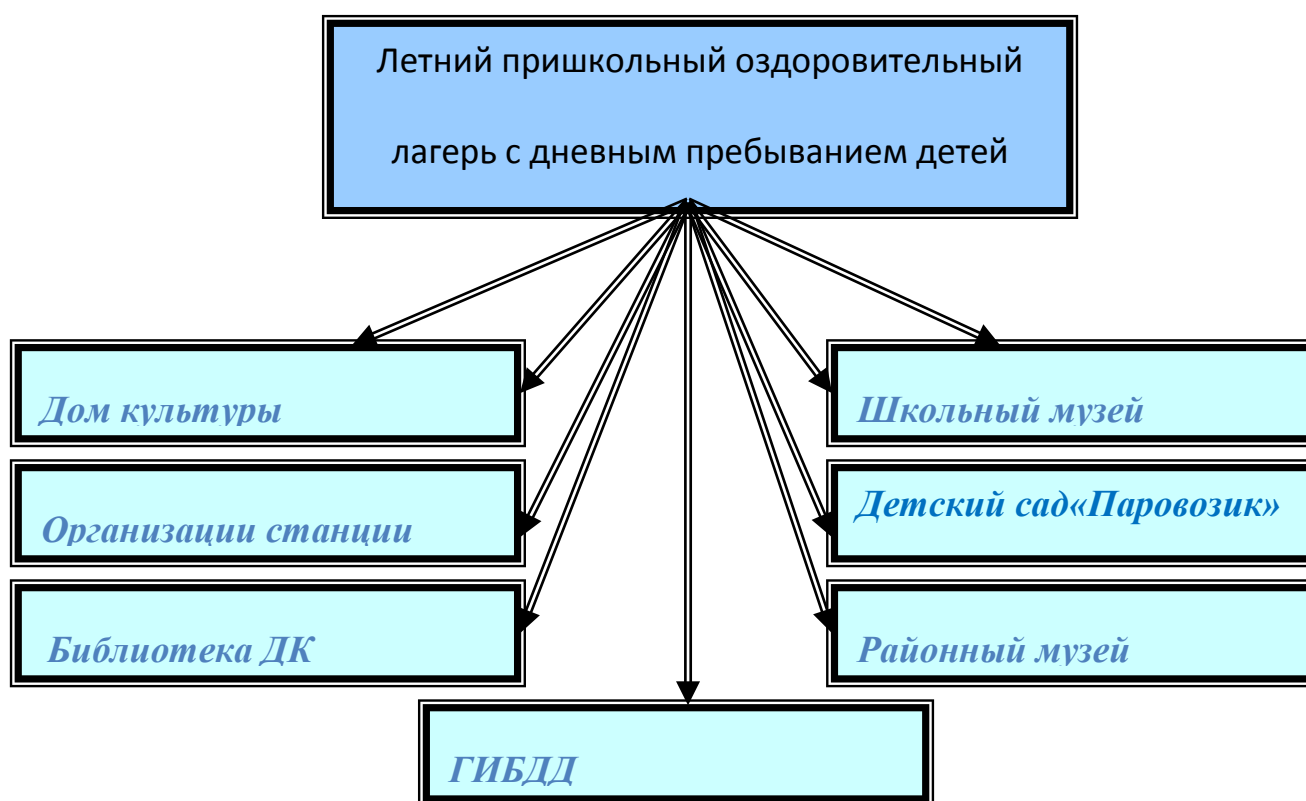 Летний пришкольный оздоровительный
лагерь с дневным пребыванием детей
Дом культуры
Школьный музей
Организации станции
Детский сад«Паровозик»
Библиотека ДК
Районный музей
ГИБДД